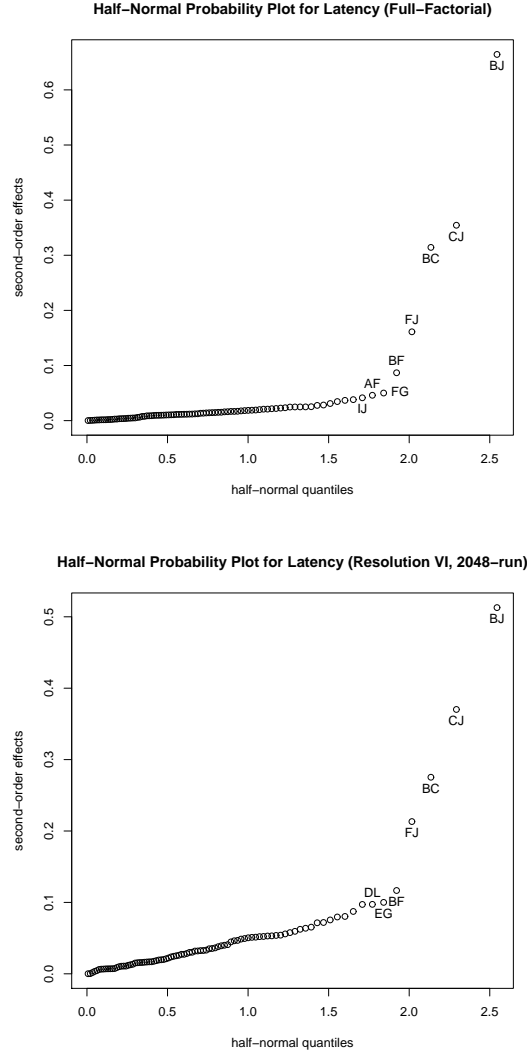 Half−Normal Probability Plot for Latency (Full−Factorial)
second−order effects
0.6
0.5
0.4
0.3
0.2
0.1
0.0
BJ
CJ
BC
FJ
BF
AF
FG
IJ
0.0 0.5 1.0 1.5 2.0 2.5
half−normal quantiles
Half−Normal Probability Plot for Latency (Resolution VI, 2048−run)
second−order effects
0.5
0.4
0.3
0.2
0.1
0.0
BJ
CJ
BC
FJ
DL
BF
EG
0.0 0.5 1.0 1.5 2.0 2.5
half−normal quantiles